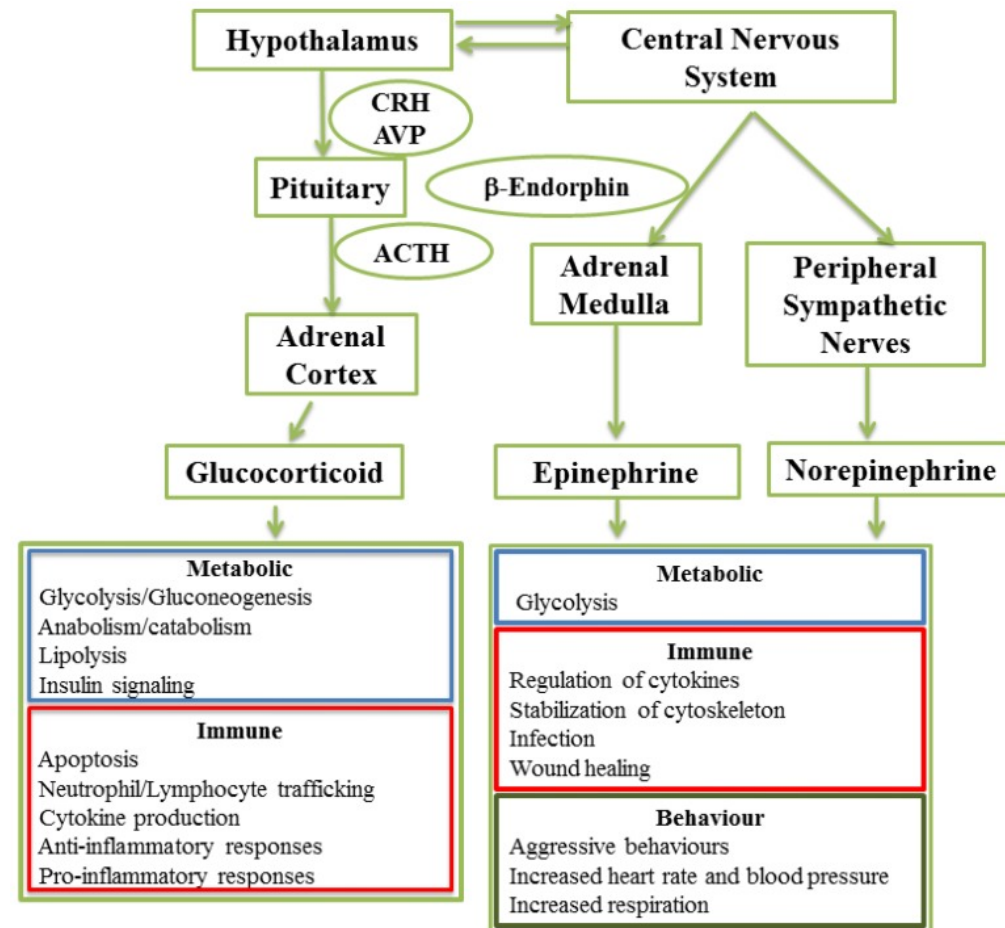 Hypothalamus
Central Nervous
System
CRH
AVP
Pituitary
β-Endorphin
ACTH
Adrenal
Medulla
Peripheral
Sympathetic
Nerves
Adrenal
Cortex
Glucocorticoid
Epinephrine
Norepinephrine
Metabolic
Glycolysis/Gluconeogenesis
Anabolism/catabolism
Lipolysis
Insulin signaling
Immune
Apoptosis
Neutrophil/Lymphocyte trafficking
Cytokine production
Anti-inflammatory responses
Pro-inflammatory responses
Metabolic
Glycolysis
Immune
Regulation of cytokines
Stabilization of cytoskeleton
Infection
Wound healing
Behaviour
Aggressive behaviours
Increased heart rate and blood pressure
Increased respiration